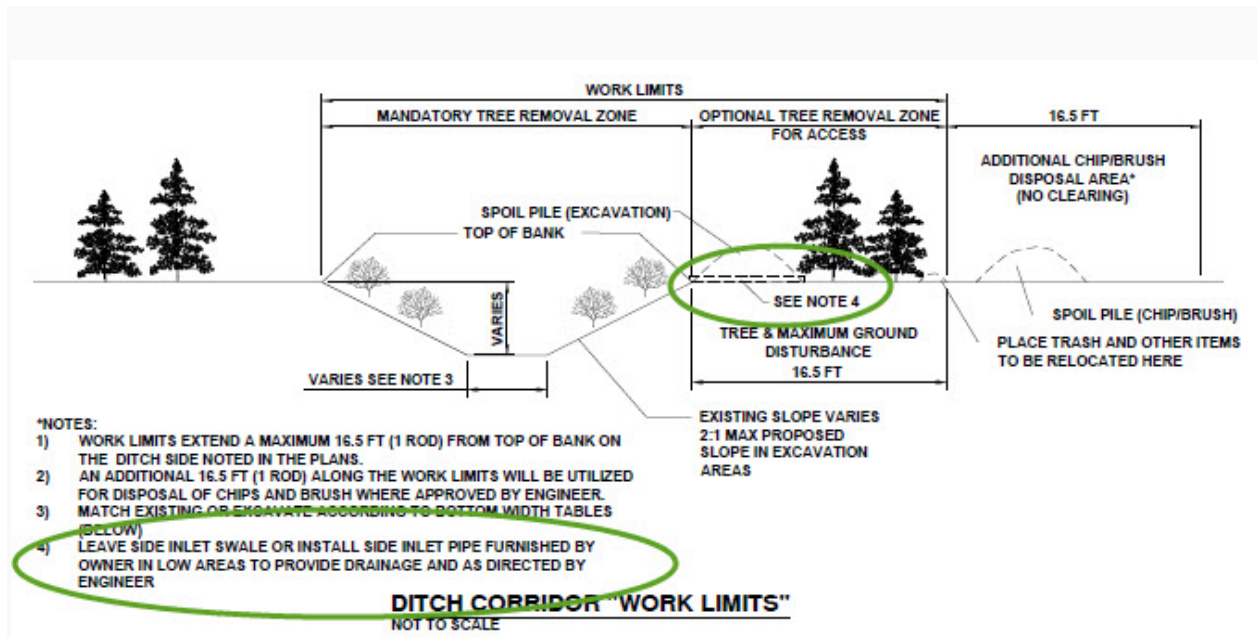 WORK LIMITS
MANDATORY TREE REMOVAL ZONE
OPTIONAL TREE REMOVAL ZONE
FOR ACCESS
16.5 FT
ADDITIONAL CHIP/BRUSH
DISPOSAL AREA*
(NO CLEARING)
SPOIL PILE (EXCAVATION)
TOP OF BANK
VARIES
SEE NOTE 4
SPOIL PILE (CHIP/BRUSH)
TREE & MAXIMUM GROUND
DISTURBANCE
16.5 FT
PLACE TRASH AND OTHER ITEMS
TO BE RELOCATED HERE
VARIES SEE NOTE 3
EXISTING SLOPE VARIES
2:1 MAX PROPOSED
SLOPE IN EXCAVATION
AREAS
*NOTES:
1) WORK LIMITS EXTEND A MAXIMUM 16.5 FT (1 ROD) FROM TOP OF BANK ON
THE DITCH SIDE NOTED IN THE PLANS.
2) AN ADDITIONAL 16.5 FT (1 ROD) ALONG THE WORK LIMITS WILL BE UTILIZED
FOR DISPOSAL OF CHIPS AND BRUSH WHERE APPROVED BY ENGINEER.
3) MATCH EXISTING OR EXCAVATE ACCORDING TO BOTTOM WIDTH TABLES
(BELOW)
4) LEAVE SIDE INLET SWALE OR INSTALL SIDE INLET PIPE FURNISHED BY
OWNER IN LOW AREAS TO PROVIDE DRAINAGE AND AS DIRECTED BY
ENGINEER
DITCH CORRIDOR "WORK LIMITS"
NOT TO SCALE